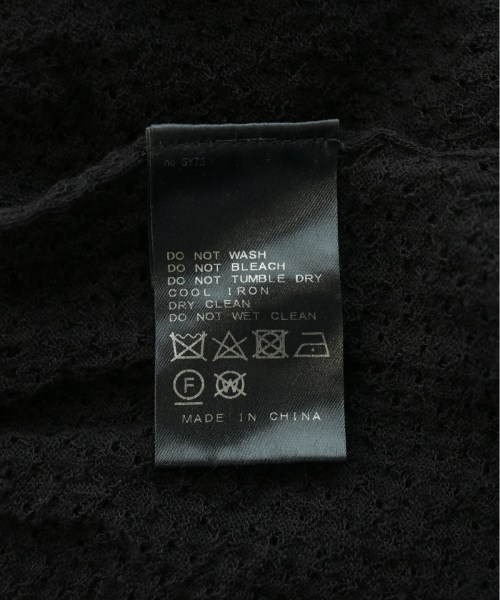 DO NOT WASH
DO NOT BLEACH
DO NOT TUMBLE DRY
COOL IRON
DRY CLEAN
DO NOT WET CLEAN
F W
MADE IN CHINA